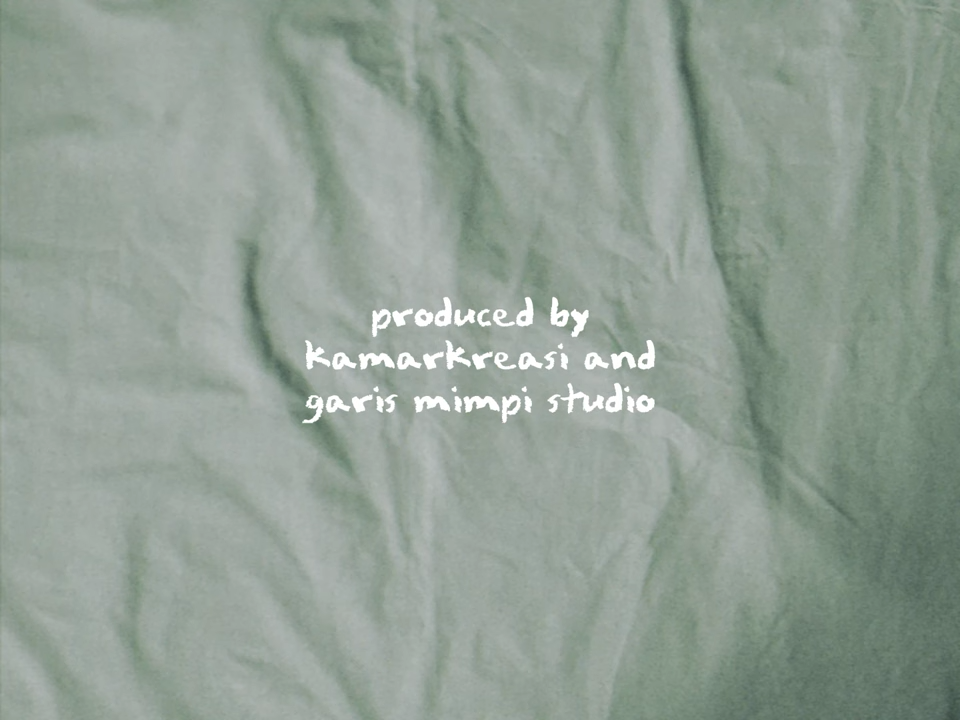 produced by
kamarkreasi and
garis mimpi studio